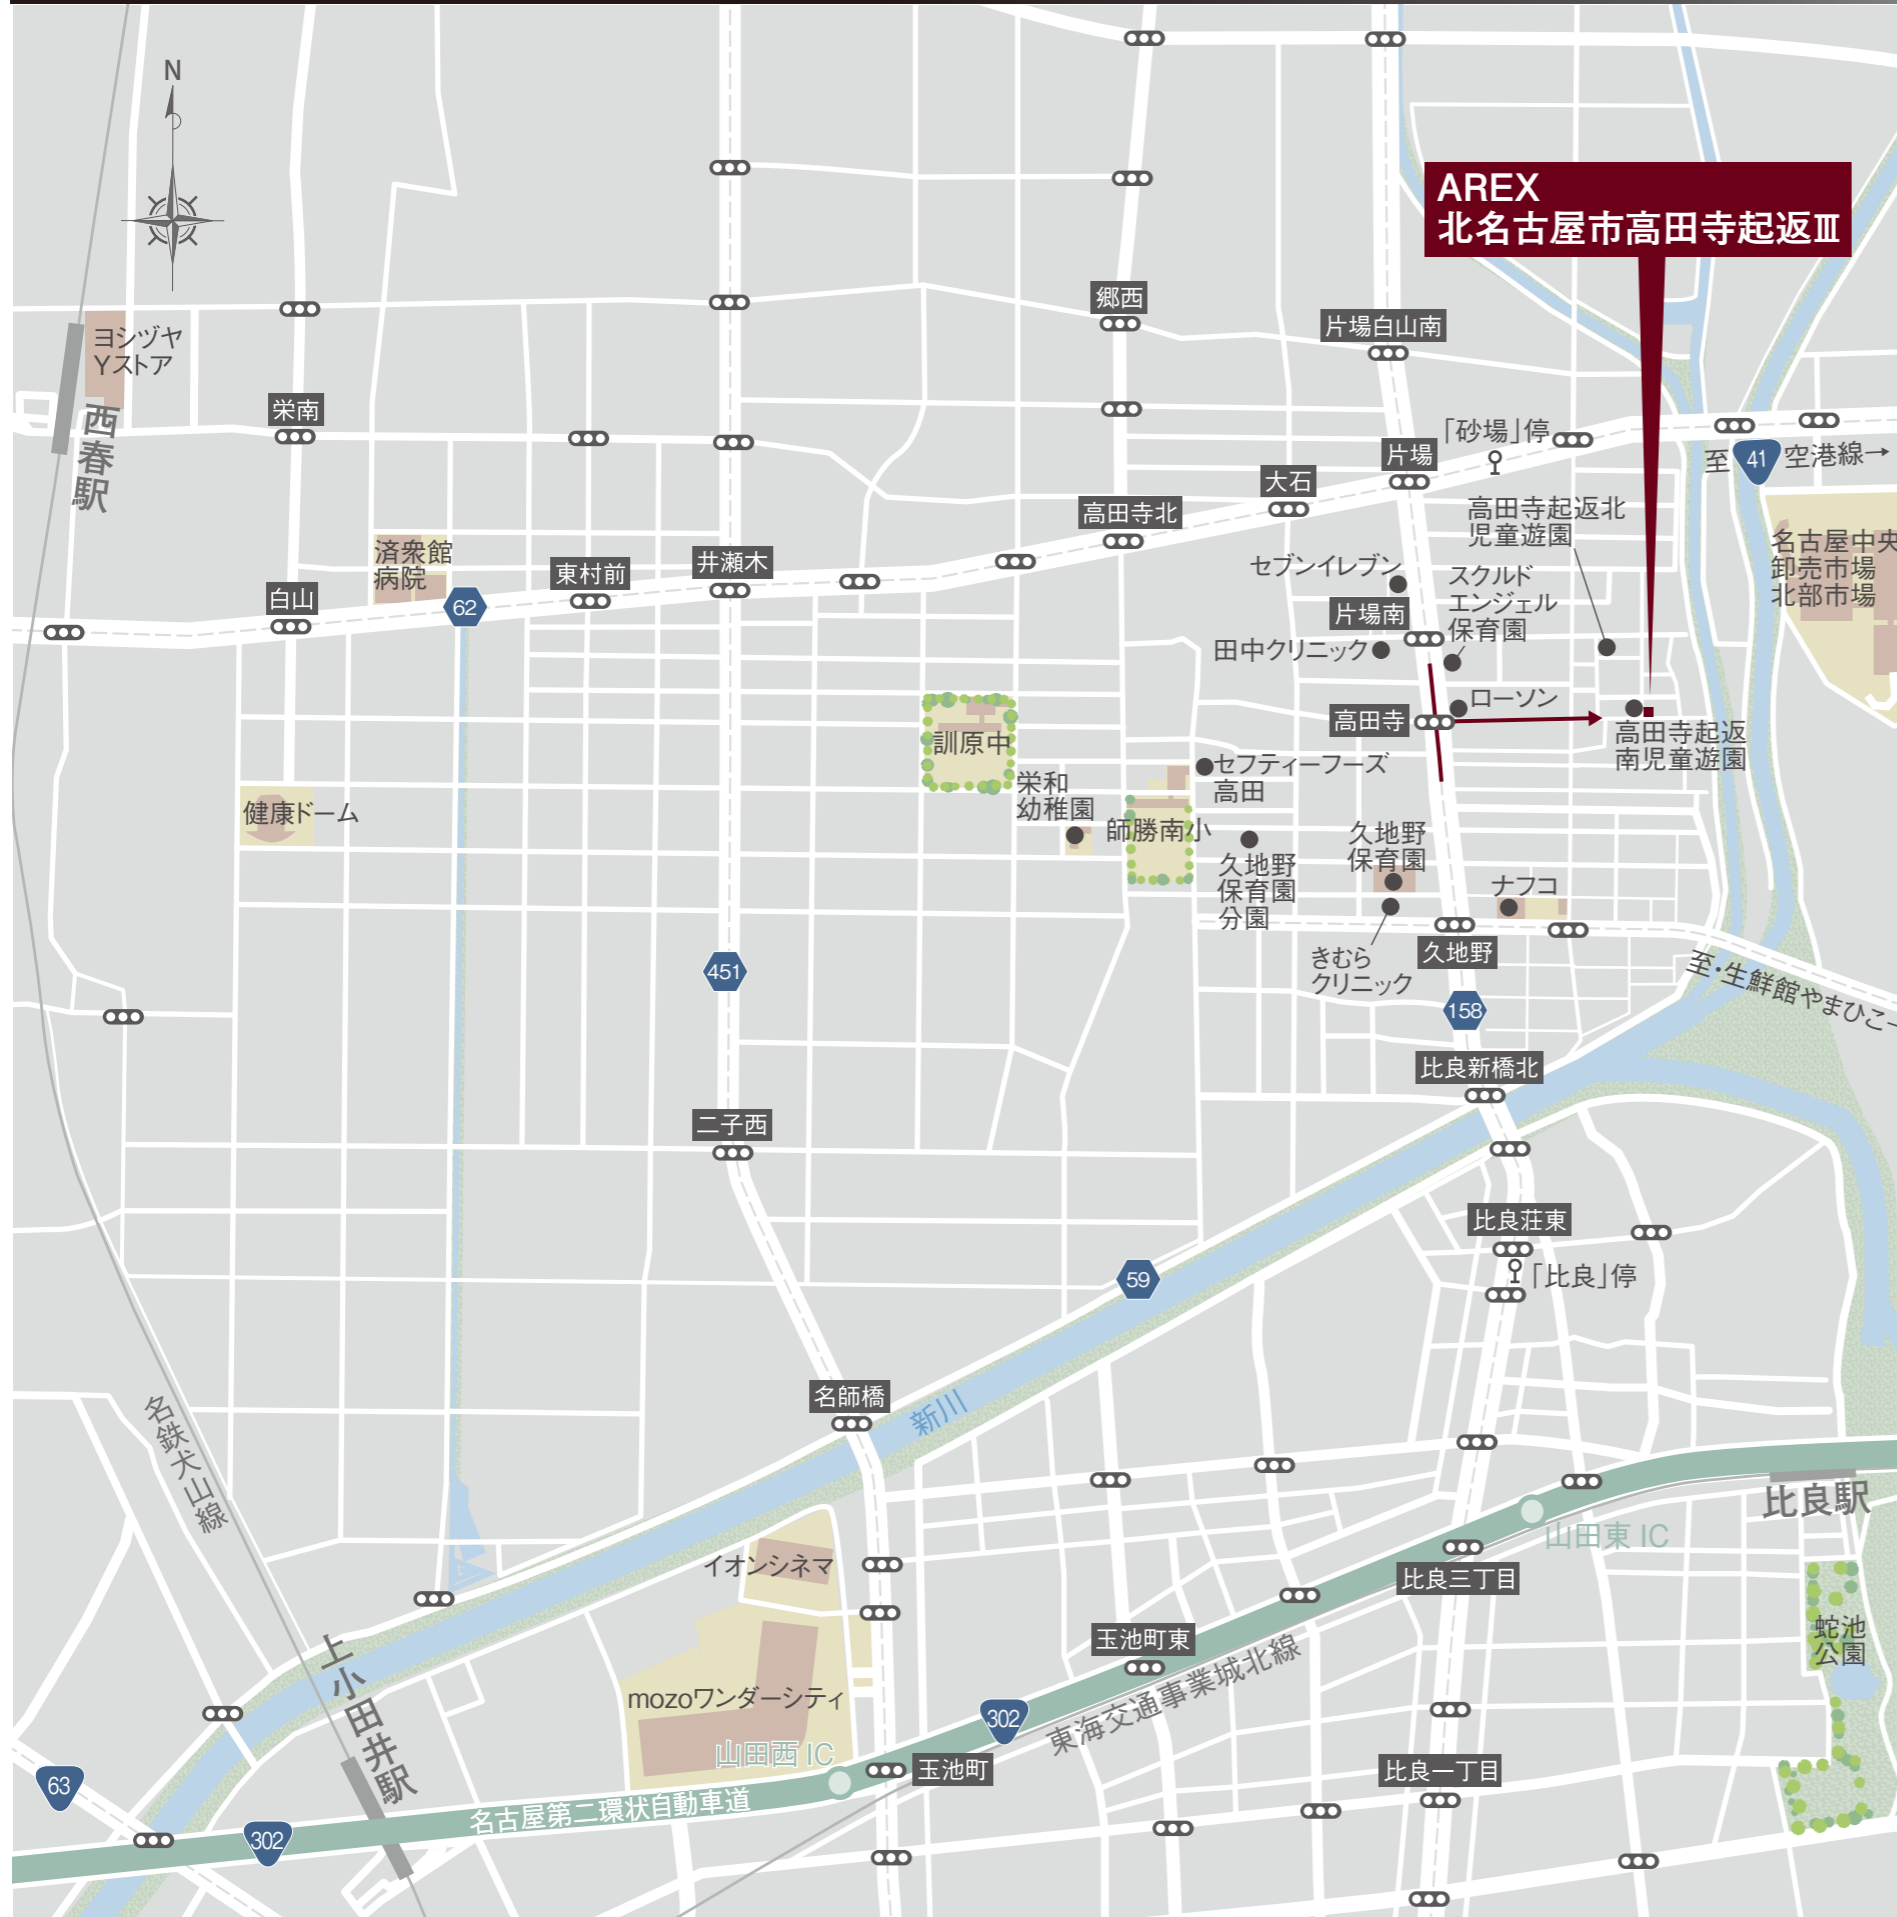 N
AREX
北名古屋市高田寺起返Ⅲ
郷西
片場白山南
ヨシヅヤ
Yストア
西春駅
栄南
「砂場」停
片場
至 41 空港線→
大石
高田寺北
高田寺起返北
児童遊園
名古屋中央
卸売市場
北部市場
済衆館
病院
井瀬木
東村前
セブンイレブン
スクルド
エンジェル
保育園
白山
62
片場南
田中クリニック
ローソン
高田寺
高田寺起返
南児童遊園
訓原中
セフティーフーズ
高田
栄和
幼稚園
健康ドーム
師勝南小
久地野
保育園
久地野
保育園
分園
ナフコ
きむら
クリニック
久地野
451
至・生鮮館やまひこ→
158
比良新橋北
二子西
比良荘東
59
「比良」停
名師橋
新川
名鉄犬山線
比良駅
山田東 IC
イオンシネマ
比良三丁目
蛇池
公園
玉池町東
上小田井駅
mozoワンダーシティ
302
東海交通事業城北線
山田西 IC
玉池町
比良一丁目
63
名古屋第二環状自動車道
302